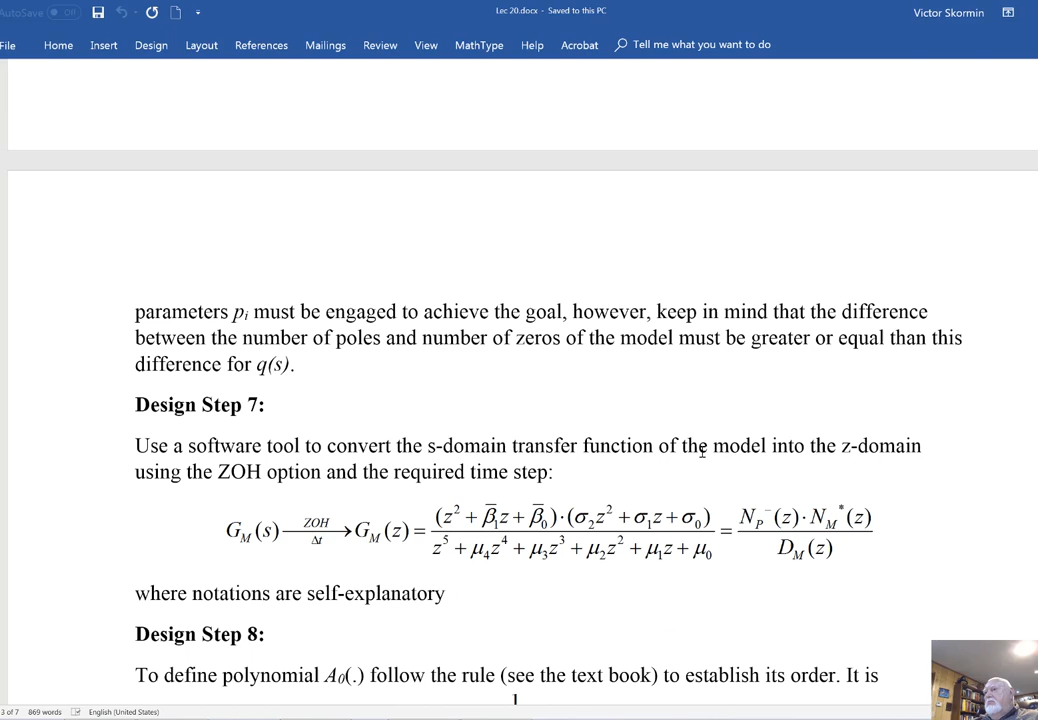 AutoSave Off Lec 20.docx - Saved to this PC Victor Skormin
File Home Insert Design Layout References Mailings Review View MathType Help Acrobat Tell me what you want to do
parameters pᵢ must be engaged to achieve the goal, however, keep in mind that the difference
between the number of poles and number of zeros of the model must be greater or equal than this
difference for q(s).
Design Step 7:
Use a software tool to convert the s-domain transfer function of the model into the z-domain
using the ZOH option and the required time step:
G_M(s) —ZOH/Δt→ G_M(z) = (z² + β̄₁z + β̄₀)·(σ₂z² + σ₁z + σ₀) / (z⁵ + μ₄z⁴ + μ₃z³ + μ₂z² + μ₁z + μ₀) = N_P⁻(z)·N_M*(z) / D_M(z)
where notations are self-explanatory
Design Step 8:
To define polynomial A₀(.) follow the rule (see the text book) to establish its order. It is
3 of 7 869 words English (United States)